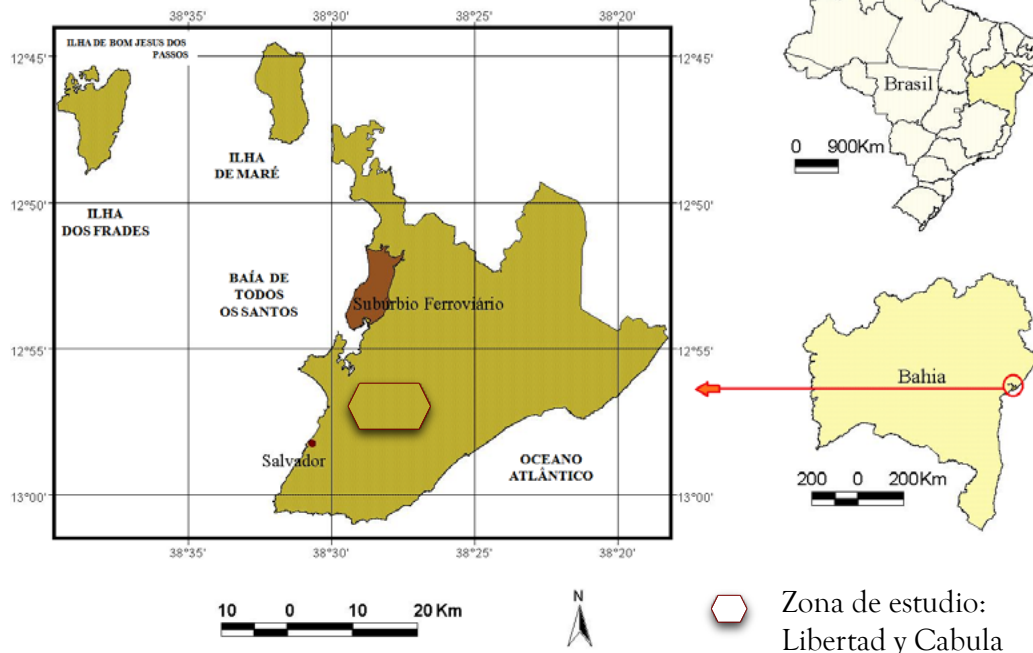 38°35' 38°30' 38°25' 38°20'
12°45'
12°50'
12°55'
13°00'
ILHA DE BOM JESUS DOS
PASSOS
ILHA
DE MARÉ
ILHA
DOS FRADES
BAÍA DE
TODOS
OS SANTOS
Subúrbio Ferroviário
Salvador
OCEANO
ATLÂNTICO
12°45'
12°50'
12°55'
13°00'
38°35' 38°30' 38°25' 38°20'
10 0 10 20 Km
N
Brasil
0 900Km
Bahia
200 0 200Km
Zona de estudio:
Libertad y Cabula